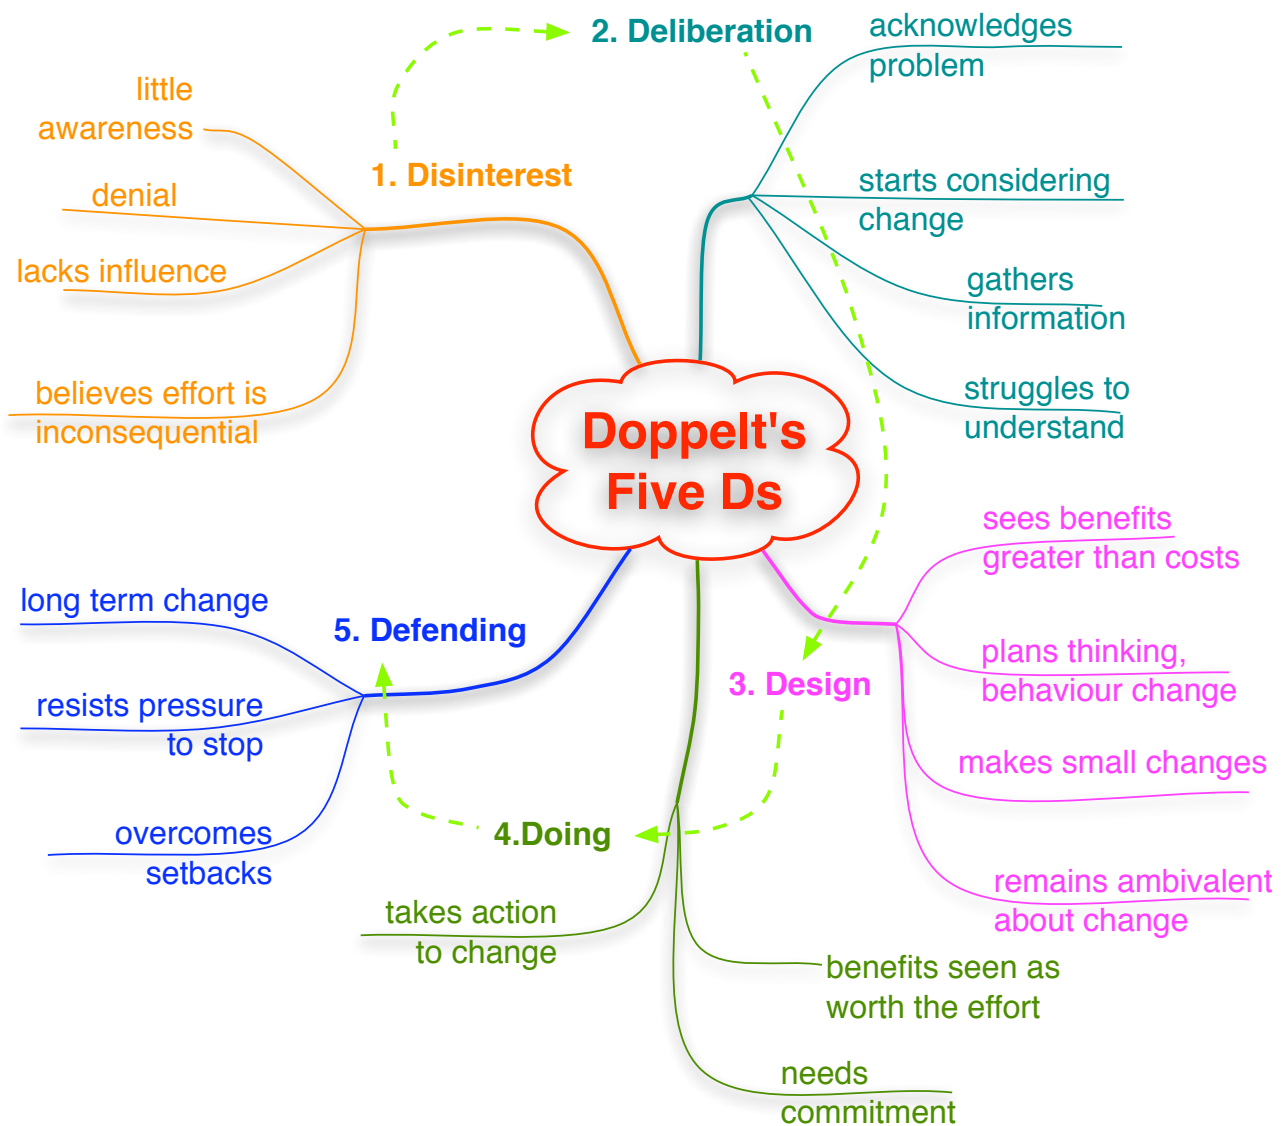 Doppelt's
Five Ds
1. Disinterest
little
awareness
denial
lacks influence
believes effort is
inconsequential
2. Deliberation
acknowledges
problem
starts considering
change
gathers
information
struggles to
understand
3. Design
sees benefits
greater than costs
plans thinking,
behaviour change
makes small changes
remains ambivalent
about change
4.Doing
takes action
to change
benefits seen as
worth the effort
needs
commitment
5. Defending
long term change
resists pressure
to stop
overcomes
setbacks